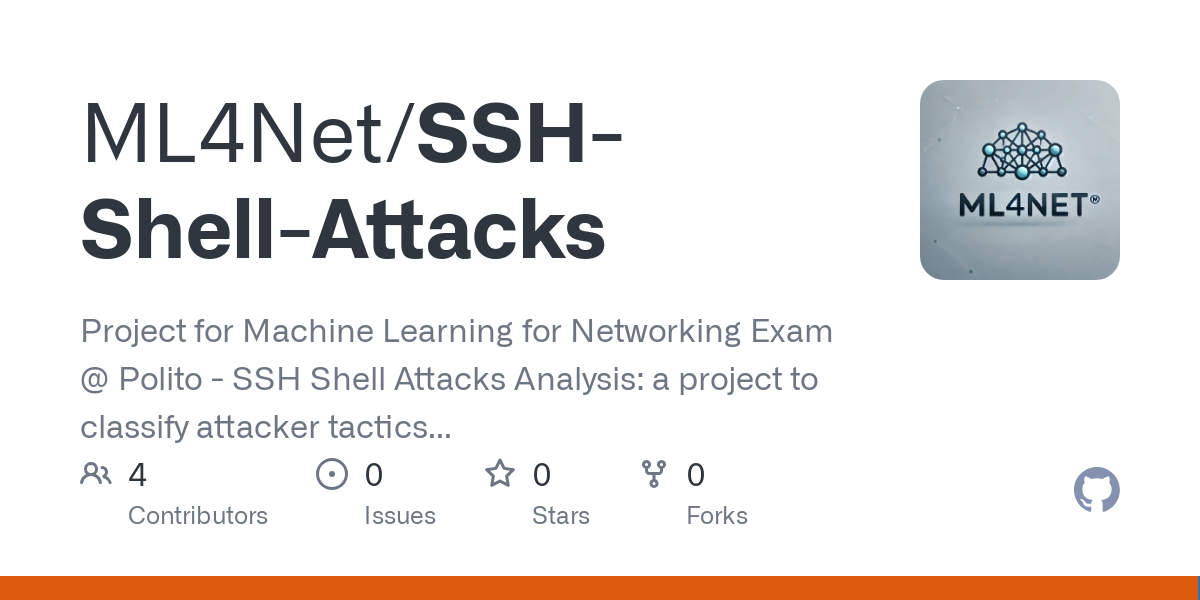 ML4Net/SSH-
Shell-Attacks
ML4NET
Project for Machine Learning for Networking Exam
@ Polito - SSH Shell Attacks Analysis: a project to
classify attacker tactics...
4
Contributors
0
Issues
0
Stars
0
Forks